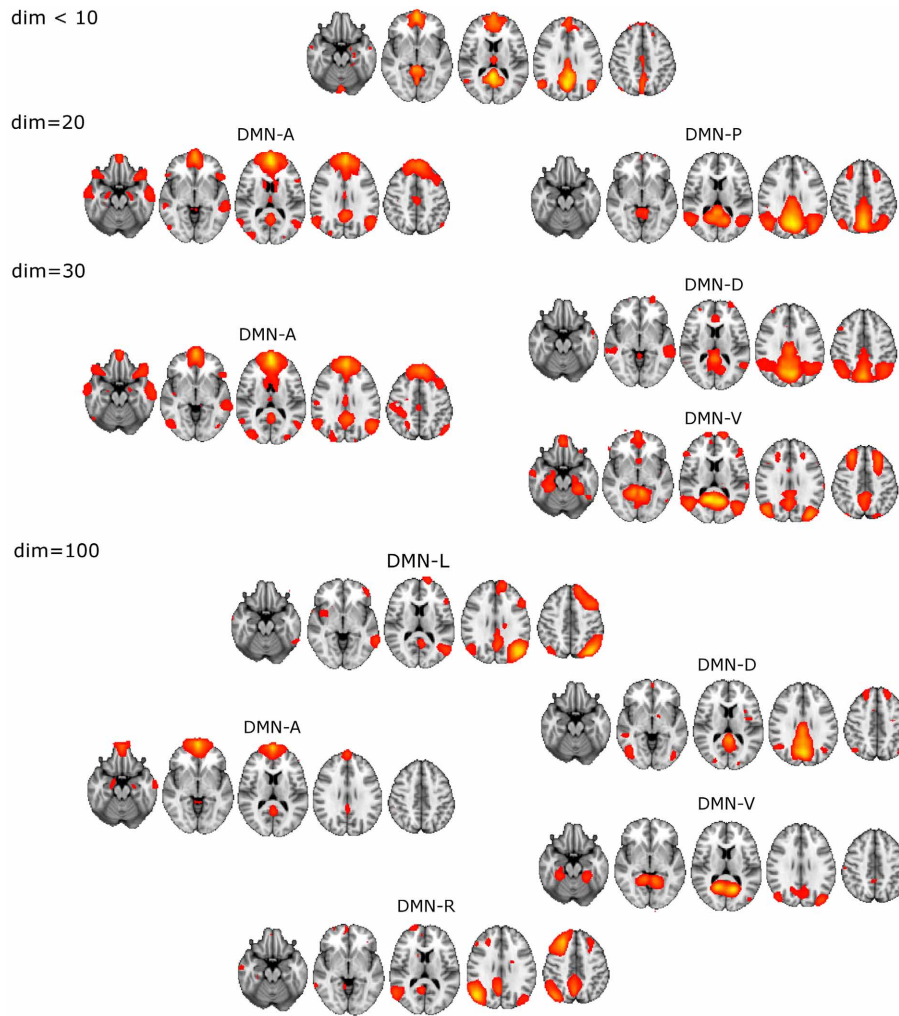 dim < 10
dim=20
DMN-A
DMN-P
dim=30
DMN-D
DMN-A
DMN-V
dim=100
DMN-L
DMN-D
DMN-A
DMN-V
DMN-R